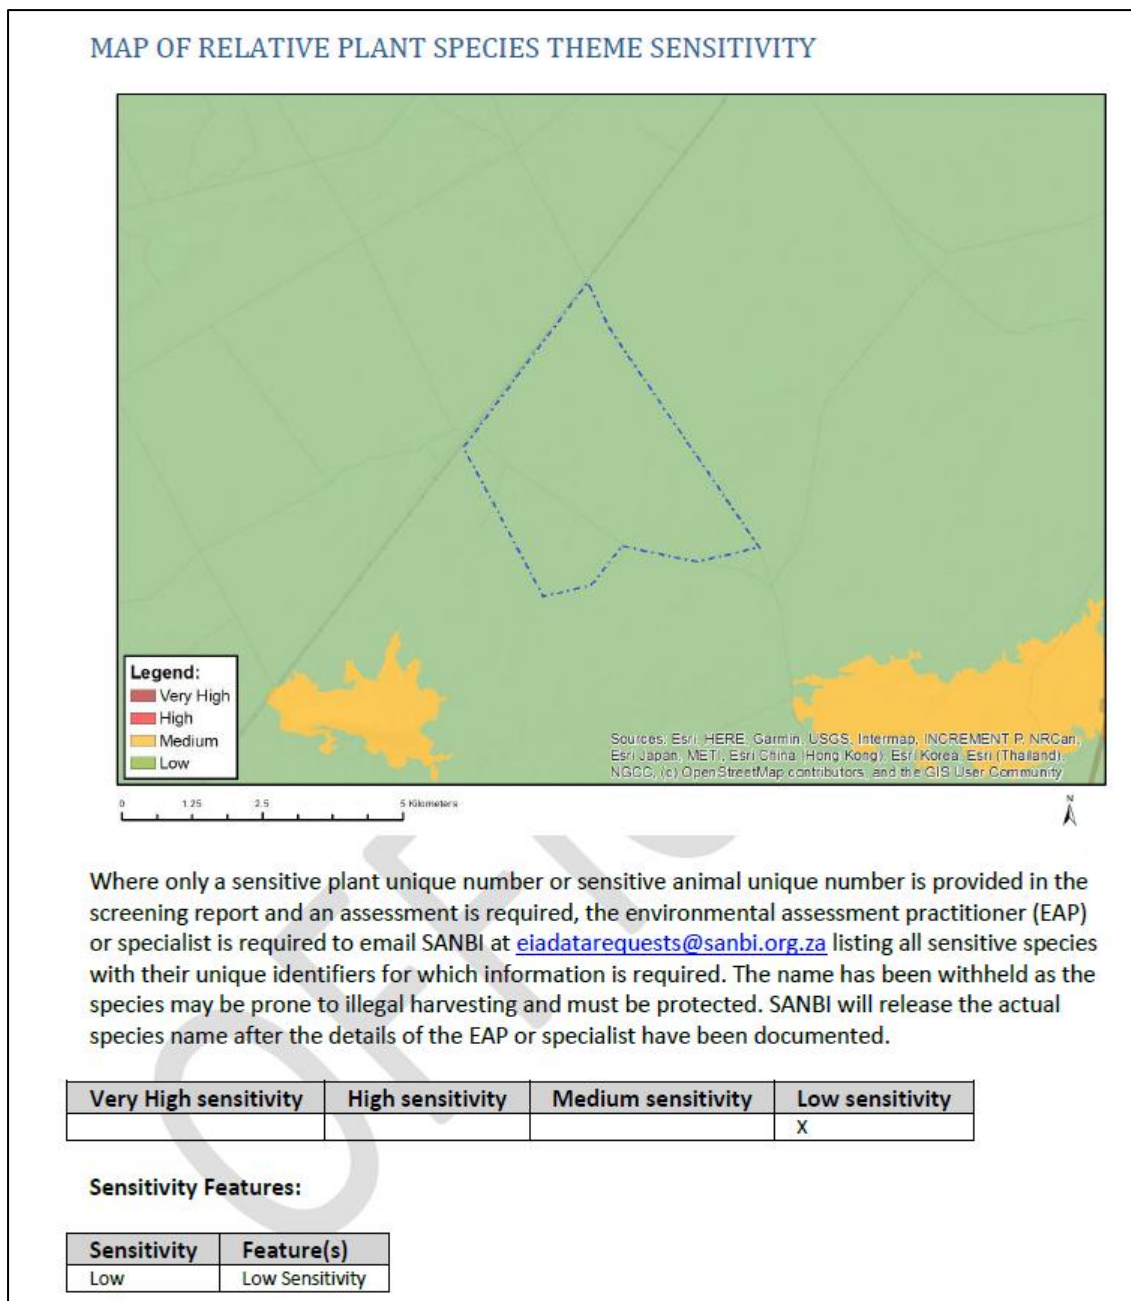 MAP OF RELATIVE PLANT SPECIES THEME SENSITIVITY
Legend:
Very High
High
Medium
Low
Sources: Esri, HERE, Garmin, USGS, Intermap, INCREMENT P, NRCan,
Esri Japan, METI, Esri China (Hong Kong), Esri Korea, Esri (Thailand),
NGCC, (c) OpenStreetMap contributors, and the GIS User Community
0 1.25 2.5 5 Kilometers
N
Where only a sensitive plant unique number or sensitive animal unique number is provided in the
screening report and an assessment is required, the environmental assessment practitioner (EAP)
or specialist is required to email SANBI at eiadatarequests@sanbi.org.za listing all sensitive species
with their unique identifiers for which information is required. The name has been withheld as the
species may be prone to illegal harvesting and must be protected. SANBI will release the actual
species name after the details of the EAP or specialist have been documented.
Very High sensitivity High sensitivity Medium sensitivity Low sensitivity
X
Sensitivity Features:
Sensitivity Feature(s)
Low Low Sensitivity